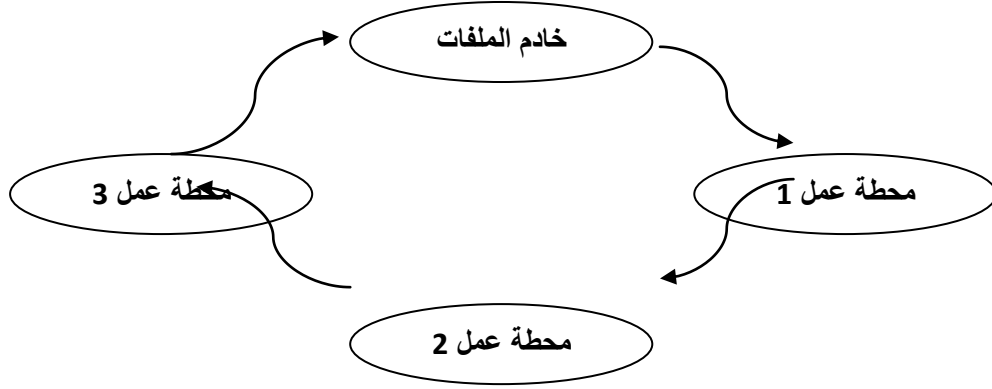 خادم الملفات
محطة عمل 3
محطة عمل 1
محطة عمل 2